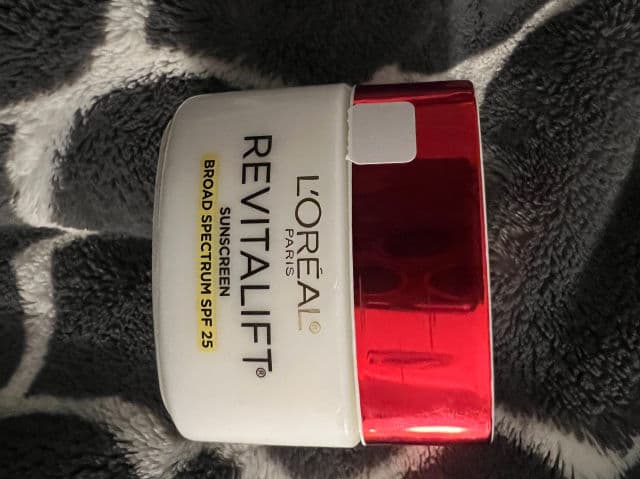 L'ORÉAL®
PARIS
REVITALIFT®
SUNSCREEN
BROAD SPECTRUM SPF 25